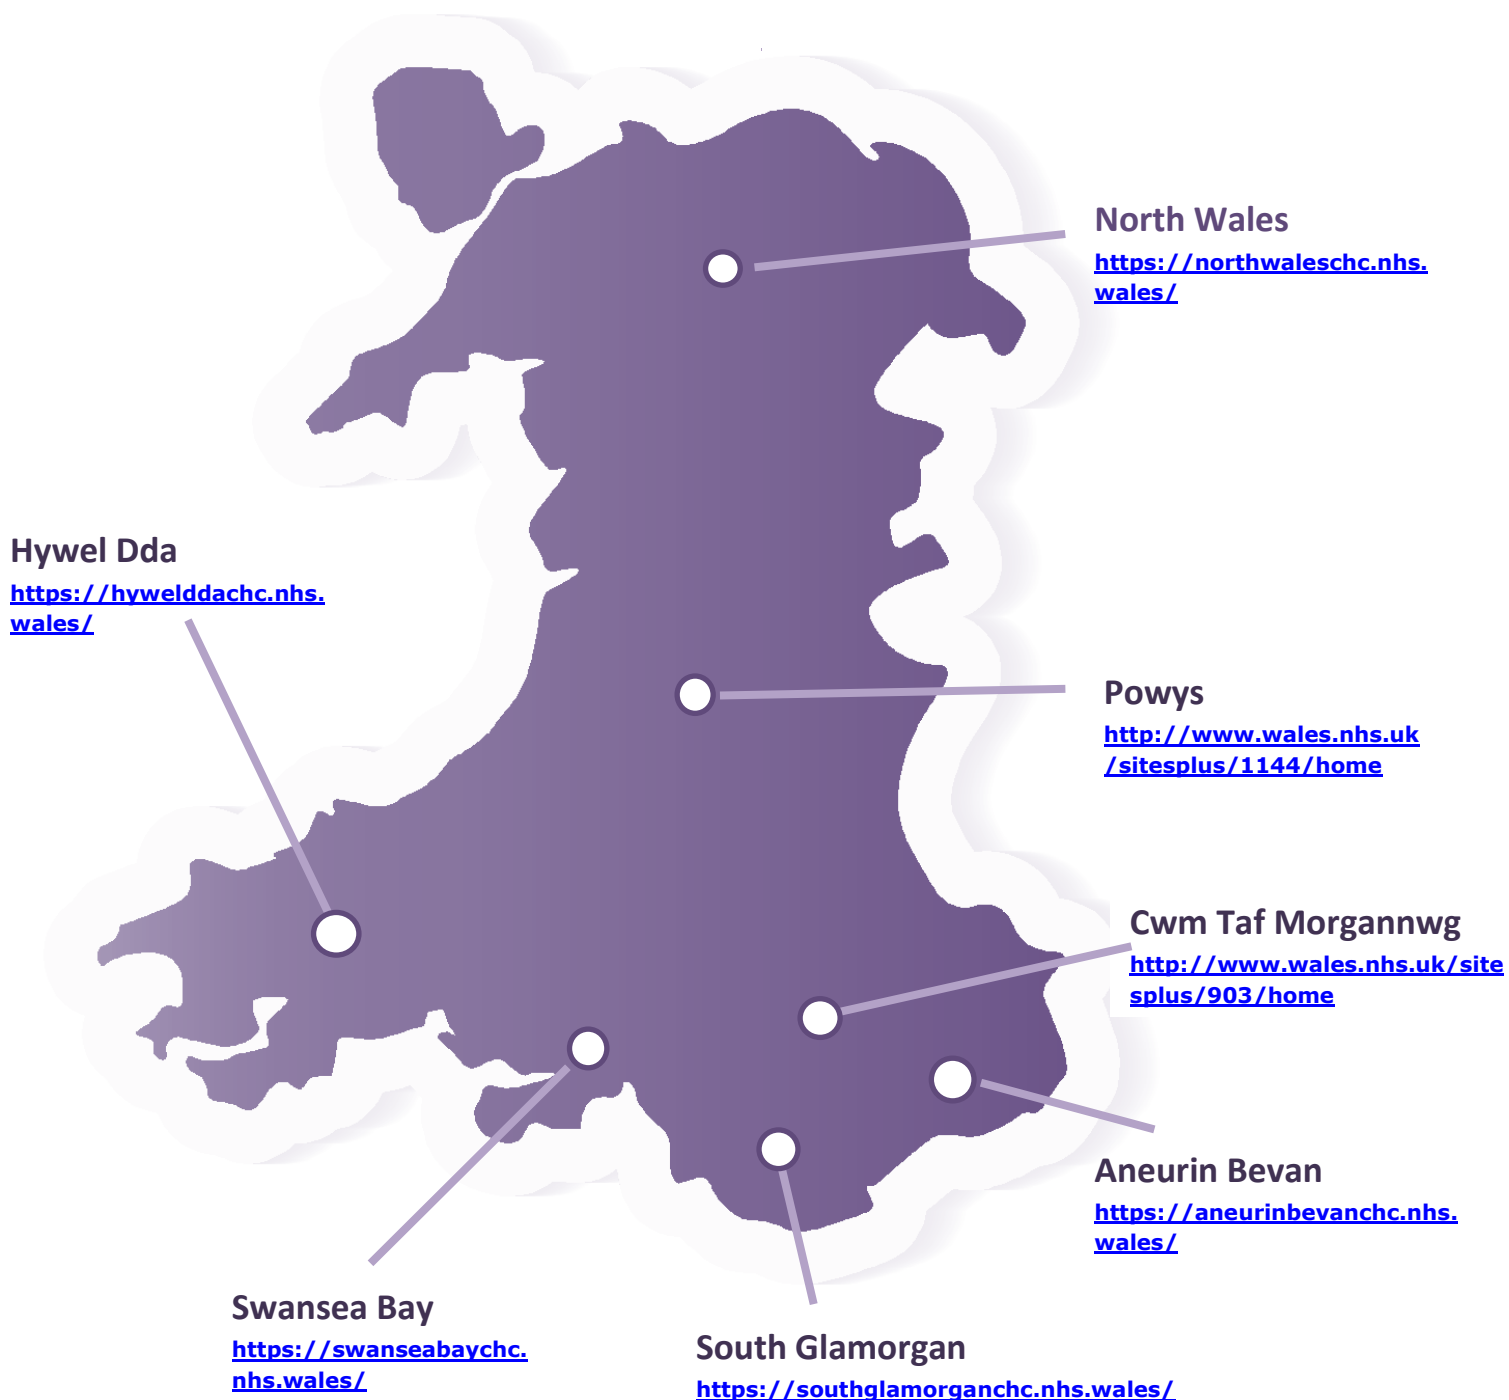 North Wales
https://northwaleschc.nhs.
wales/
Hywel Dda
https://hywelddachc.nhs.
wales/
Powys
http://www.wales.nhs.uk
/sitesplus/1144/home
Cwm Taf Morgannwg
http://www.wales.nhs.uk/site
splus/903/home
Aneurin Bevan
https://aneurinbevanchc.nhs.
wales/
Swansea Bay
https://swanseabaychc.
nhs.wales/
South Glamorgan
https://southglamorganchc.nhs.wales/